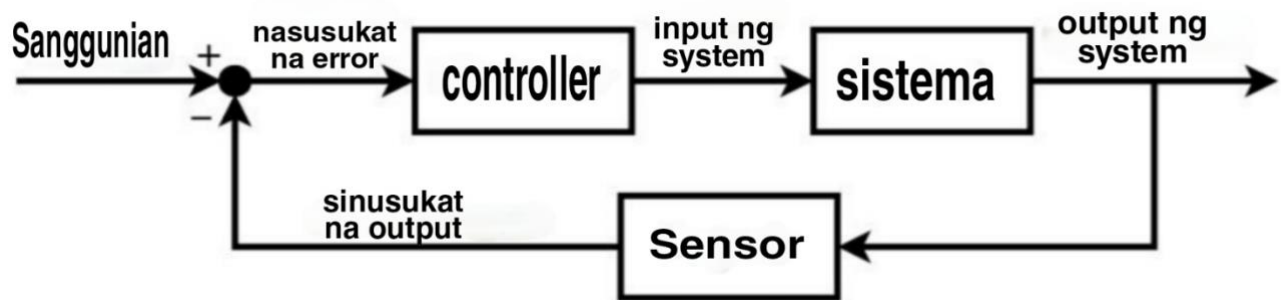 Sanggunian
+
−
nasusukat
na error
controller
input ng
system
sistema
output ng
system
sinusukat
na output
Sensor